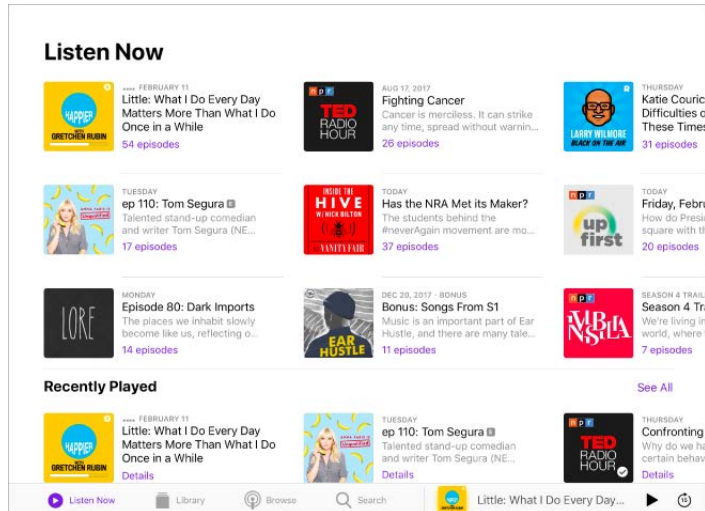 Listen Now
FEBRUARY 11
Little: What I Do Every Day
Matters More Than What I Do
Once in a While
54 episodes
HAPPIER
WITH
GRETCHEN RUBIN
AUG 17, 2017
Fighting Cancer
Cancer is merciless. It can strike
any time, spread without warnin...
26 episodes
npr
TED
RADIO
HOUR
THURSDAY
Katie Couric
Difficulties o
These Times
31 episodes
LARRY WILMORE
BLACK ON THE AIR
TUESDAY
ep 110: Tom Segura E
Talented stand-up comedian
and writer Tom Segura (NE...
17 episodes
Unqualified
TODAY
Has the NRA Met its Maker?
The students behind the
#neverAgain movement are mo...
37 episodes
INSIDE THE
HIVE
W/ NICK BILTON
VANITY FAIR
TODAY
Friday, Febru
How do Presi
square with th
20 episodes
npr
up
first
MONDAY
Episode 80: Dark Imports
The places we inhabit slowly
become like us, reflecting o...
14 episodes
LORE
DEC 20, 2017 · BONUS
Bonus: Songs From S1
Music is an important part of Ear
Hustle, and there are many tale...
11 episodes
EAR
HUSTLE
SEASON 4 TRAIL
Season 4 Tra
We're living in
world, where
7 episodes
npr
INVISIBILIA
Recently Played
See All
FEBRUARY 11
Little: What I Do Every Day
Matters More Than What I Do
Once in a While
Details
HAPPIER
WITH
GRETCHEN RUBIN
TUESDAY
ep 110: Tom Segura E
Talented stand-up comedian
and writer Tom Segura (NE...
Details
Unqualified
THURSDAY
Confronting
Why do we ha
certain behav
Details
npr
TED
RADIO
HOUR
Listen Now
Library
Browse
Search
Little: What I Do Every Day...
15